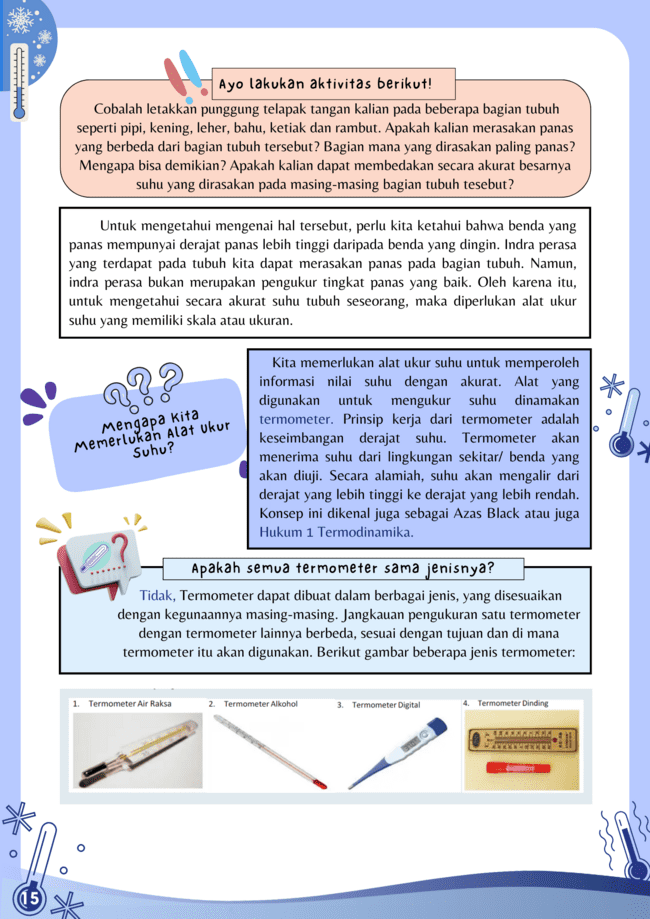 Ayo lakukan aktivitas berikut!
Cobalah letakkan punggung telapak tangan kalian pada beberapa bagian tubuh
seperti pipi, kening, leher, bahu, ketiak dan rambut. Apakah kalian merasakan panas
yang berbeda dari bagian tubuh tersebut? Bagian mana yang dirasakan paling panas?
Mengapa bisa demikian? Apakah kalian dapat membedakan secara akurat besarnya
suhu yang dirasakan pada masing-masing bagian tubuh tesebut?
Untuk mengetahui mengenai hal tersebut, perlu kita ketahui bahwa benda yang
panas mempunyai derajat panas lebih tinggi daripada benda yang dingin. Indra perasa
yang terdapat pada tubuh kita dapat merasakan panas pada bagian tubuh. Namun,
indra perasa bukan merupakan pengukur tingkat panas yang baik. Oleh karena itu,
untuk mengetahui secara akurat suhu tubuh seseorang, maka diperlukan alat ukur
suhu yang memiliki skala atau ukuran.
Mengapa Kita
Memerlukan Alat Ukur
Suhu?
Kita memerlukan alat ukur suhu untuk memperoleh
informasi nilai suhu dengan akurat. Alat yang
digunakan untuk mengukur suhu dinamakan
termometer. Prinsip kerja dari termometer adalah
keseimbangan derajat suhu. Termometer akan
menerima suhu dari lingkungan sekitar/ benda yang
akan diuji. Secara alamiah, suhu akan mengalir dari
derajat yang lebih tinggi ke derajat yang lebih rendah.
Konsep ini dikenal juga sebagai Azas Black atau juga
Hukum 1 Termodinamika.
Apakah semua termometer sama jenisnya?
Tidak, Termometer dapat dibuat dalam berbagai jenis, yang disesuaikan
dengan kegunaannya masing-masing. Jangkauan pengukuran satu termometer
dengan termometer lainnya berbeda, sesuai dengan tujuan dan di mana
termometer itu akan digunakan. Berikut gambar beberapa jenis termometer:
1. Termometer Air Raksa
2. Termometer Alkohol
3. Termometer Digital
4. Termometer Dinding
15